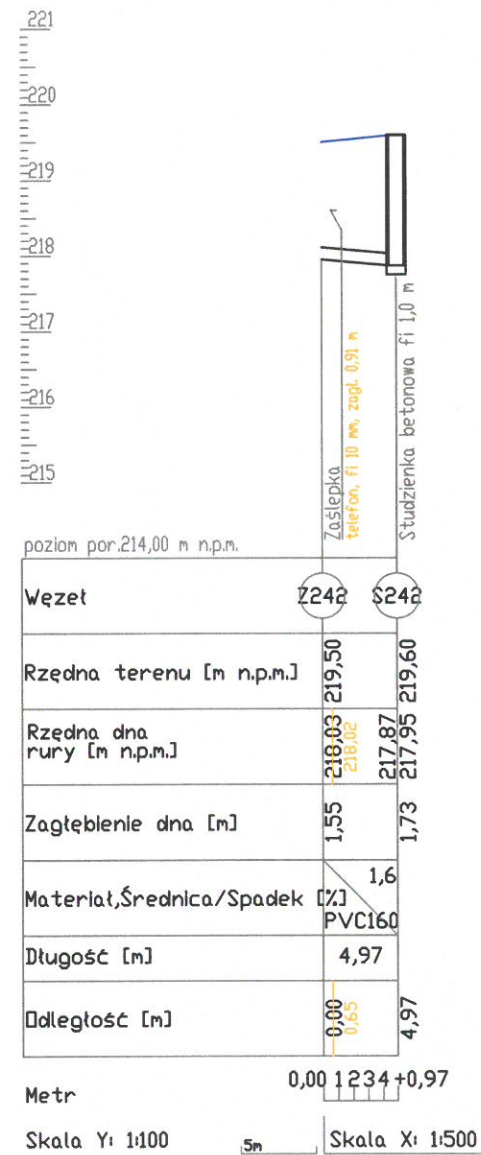 221
220
219
218
217
216
215
Zaślepka
telefon, fi 10 mm, zagł. 0,91 m
Studzienka betonowa fi 1,0 m
poziom por.214,00 m n.p.m.
Węzeł Z242 S242
Rzędna terenu [m n.p.m.] 219,50 219,60
Rzędna dna
rury [m n.p.m.] 218,03 218,02 217,87 217,95
Zagłębienie dna [m] 1,55 1,73
Materiał,Średnica/Spadek [%] 1,6
PVC160
Długość [m] 4,97
Odległość [m] 0,00 0,65 4,97
Metr 0,00 1 2 3 4 +0,97
Skala Y: 1:100 5m Skala X: 1:500